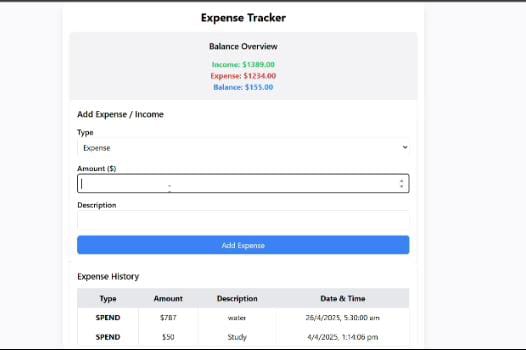 Expense Tracker
Balance Overview
Income: $1389.00
Expense: $1234.00
Balance: $155.00
Add Expense / Income
Type
Expense
Amount ($)
Description
Add Expense
Expense History
Type Amount Description Date & Time
SPEND $787 water 26/4/2025, 5:30:00 am
SPEND $50 Study 4/4/2025, 1:14:06 pm